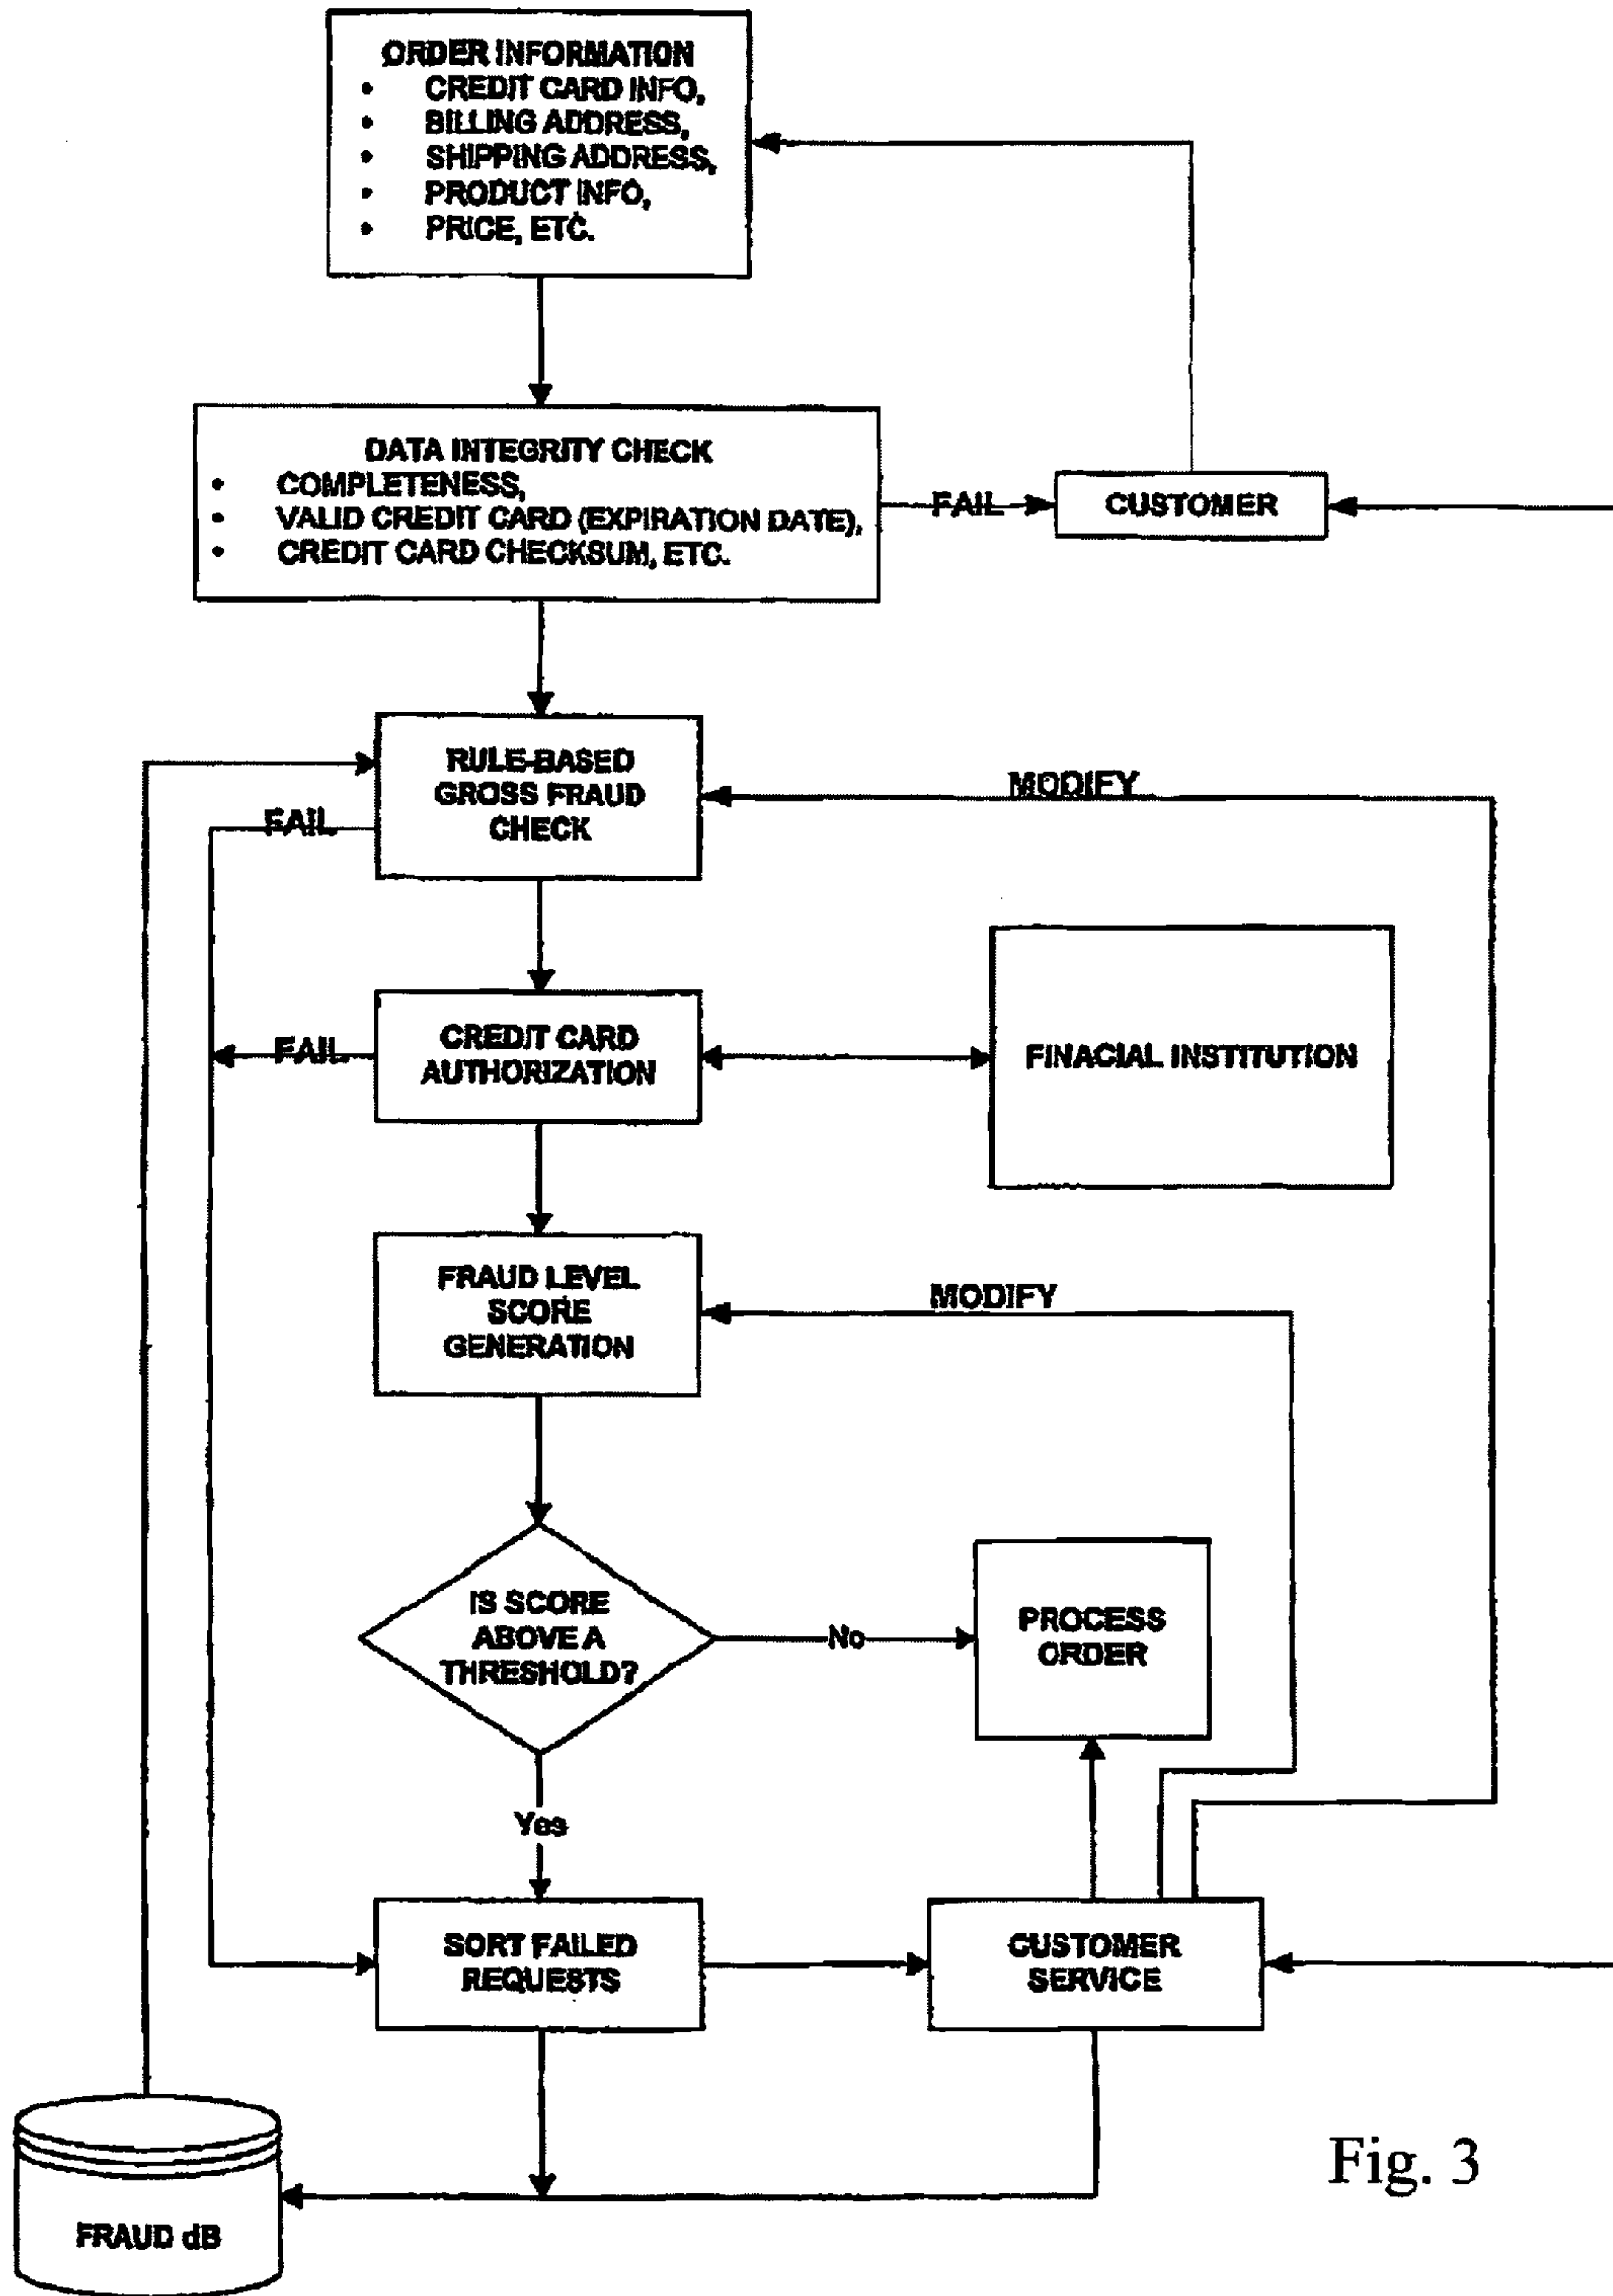 ORDER INFORMATION
• CREDIT CARD INFO,
• BILLING ADDRESS,
• SHIPPING ADDRESS,
• PRODUCT INFO,
• PRICE, ETC.
DATA INTEGRITY CHECK
• COMPLETENESS,
• VALID CREDIT CARD (EXPIRATION DATE),
• CREDIT CARD CHECKSUM, ETC.
FAIL
CUSTOMER
RULE-BASED
GROSS FRAUD
CHECK
MODIFY
FAIL
CREDIT CARD
AUTHORIZATION
FAIL
FINACIAL INSTITUTION
FRAUD LEVEL
SCORE
GENERATION
MODIFY
IS SCORE
ABOVE A
THRESHOLD?
No
PROCESS
ORDER
Yes
SORT FAILED
REQUESTS
CUSTOMER
SERVICE
FRAUD dB
Fig. 3